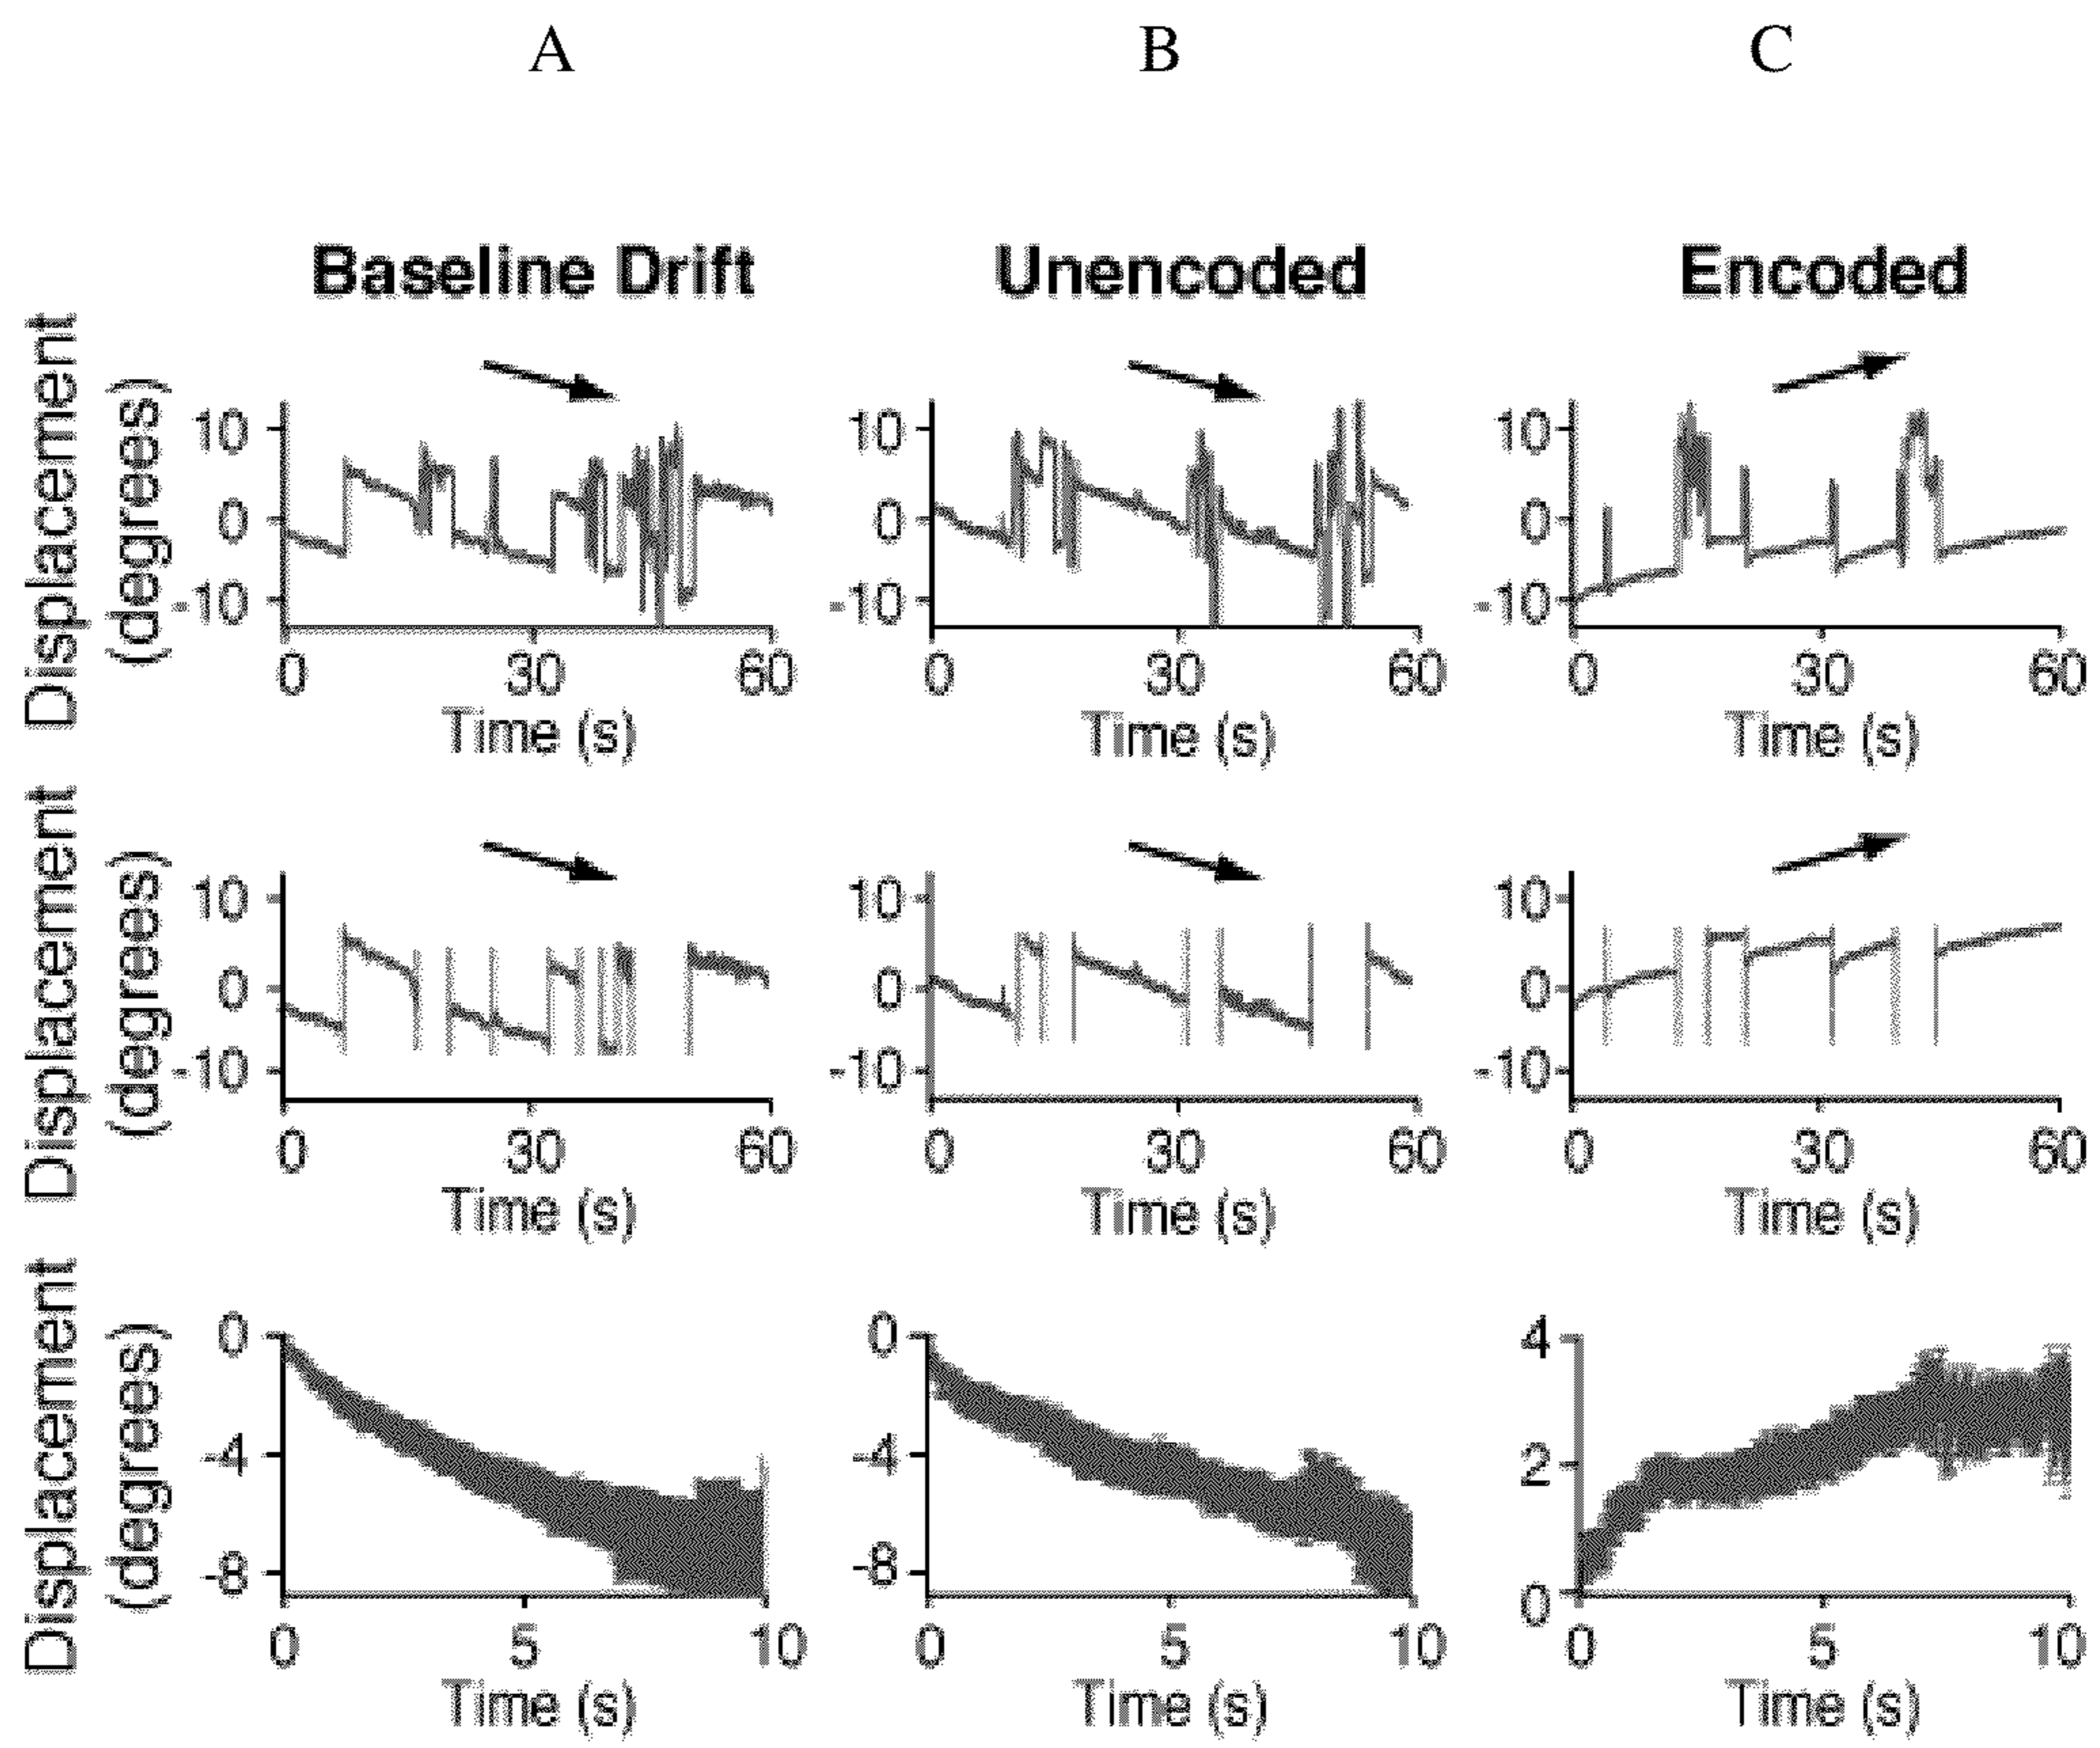 A B C
Baseline Drift Unencoded Encoded
Displacement
(degrees)
10 10 10
0 0 0
-10 -10 -10
0 30 60 0 30 60 0 30 60
Time (s) Time (s) Time (s)
Displacement
(degrees)
10 10 10
0 0 0
-10 -10 -10
0 30 60 0 30 60 0 30 60
Time (s) Time (s) Time (s)
Displacement
(degrees)
0 0 4
-4 -4 2
-8 -8 0
0 5 10 0 5 10 0 5 10
Time (s) Time (s) Time (s)